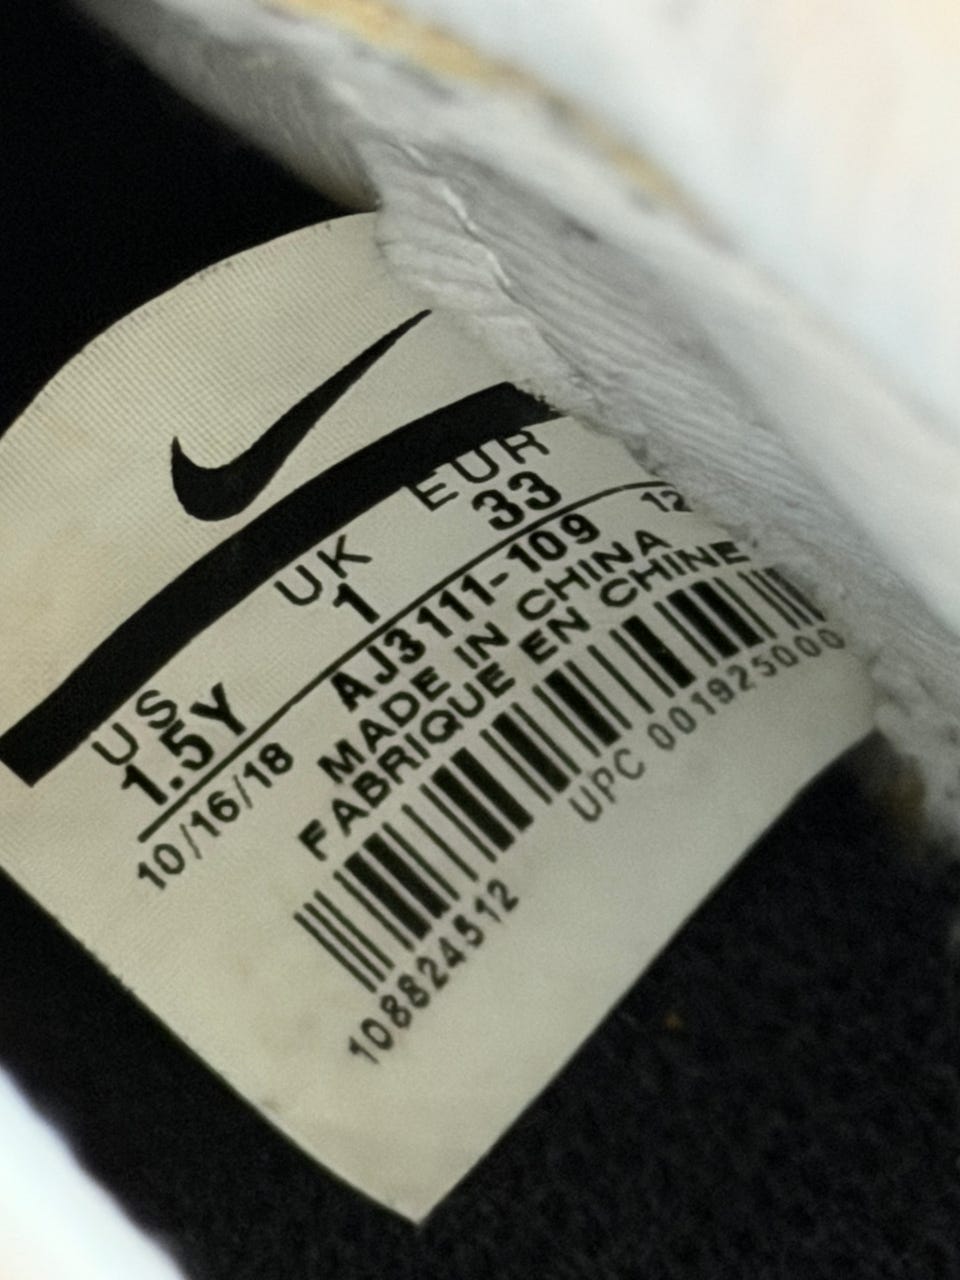 US UK EUR
1.5Y 1 33
10/16/18 AJ3111-109 12
MADE IN CHINA
FABRIQUE EN CHINE
UPC 001925000
108824512